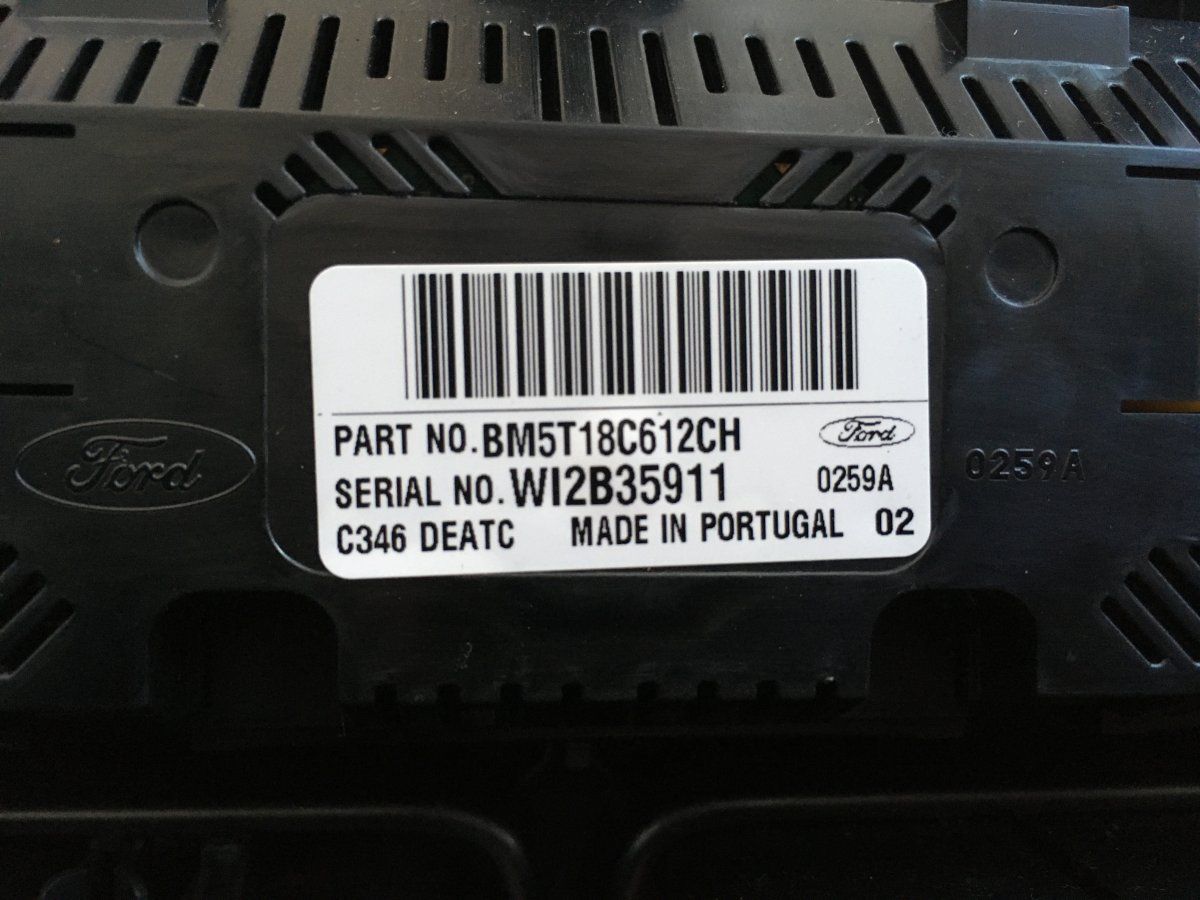 PART NO. BM5T18C612CH
Ford
SERIAL NO. WI2B35911
0259A
C346 DEATC MADE IN PORTUGAL 02
Ford
0259A